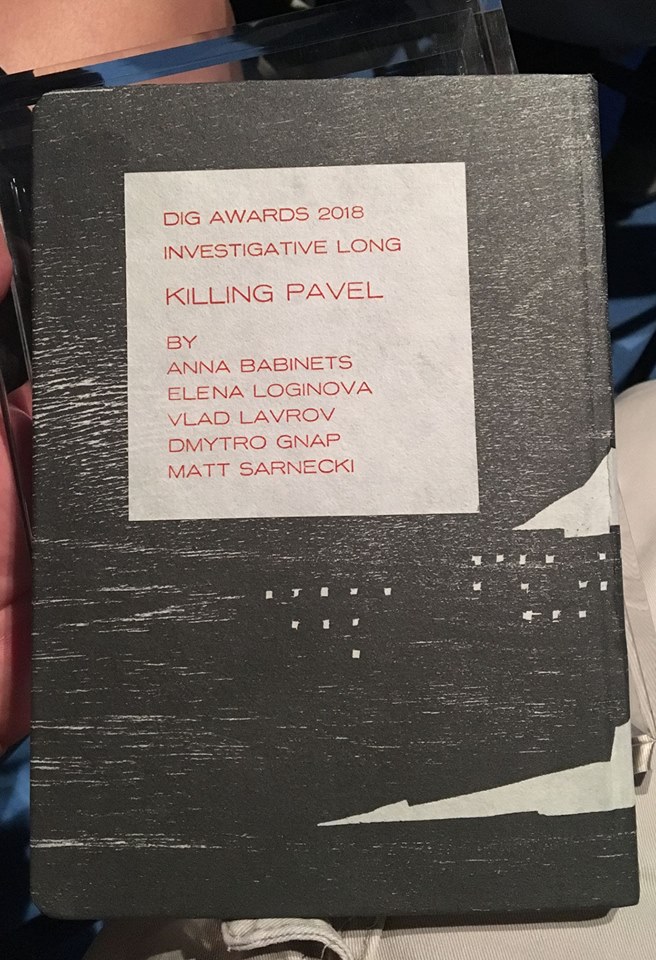 DIG AWARDS 2018
INVESTIGATIVE LONG
KILLING PAVEL
BY
ANNA BABINETS
ELENA LOGINOVA
VLAD LAVROV
DMYTRO GNAP
MATT SARNECKI